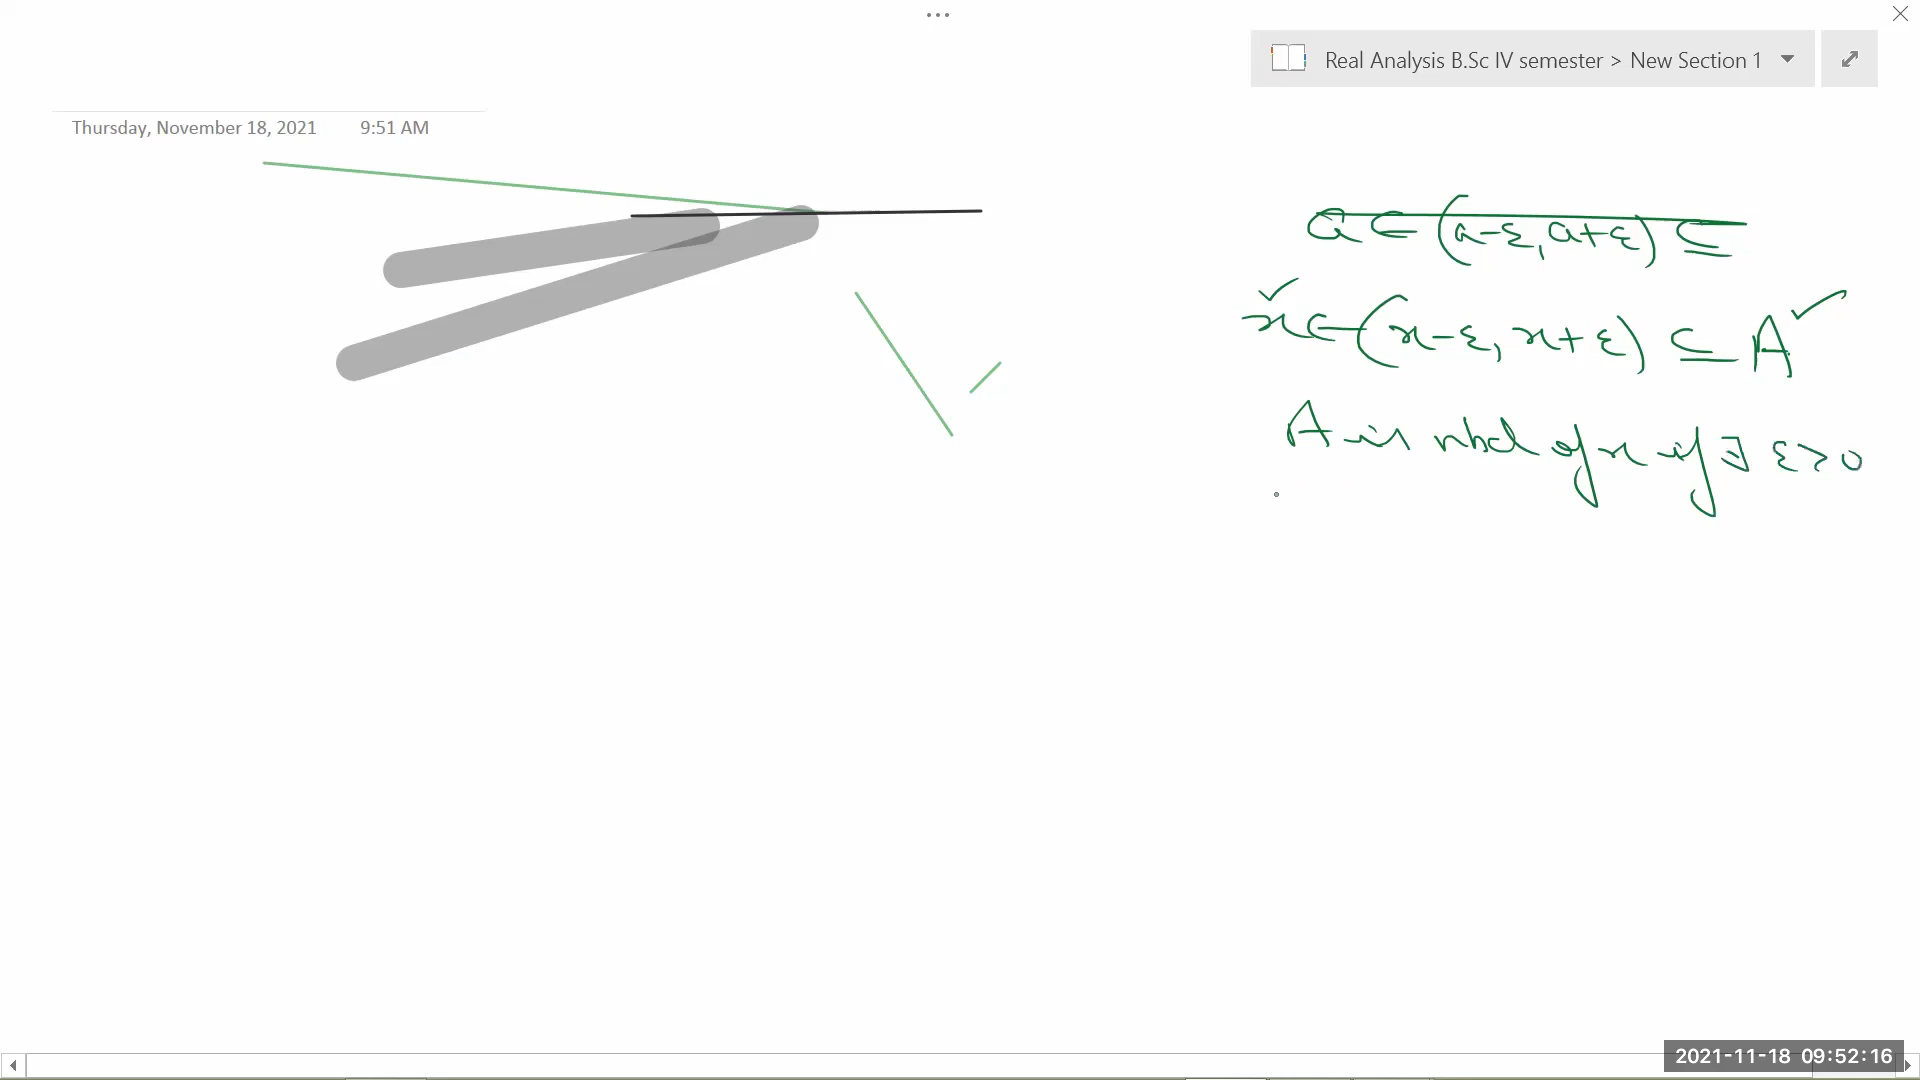 Real Analysis B.Sc IV semester > New Section 1
Thursday, November 18, 2021 9:51 AM
a ∈ (a-ε, a+ε) ⊆
x ∈ (x-ε, x+ε) ⊆ A
A is nbd of x if ∃ ε > 0
2021-11-18 09:52:16